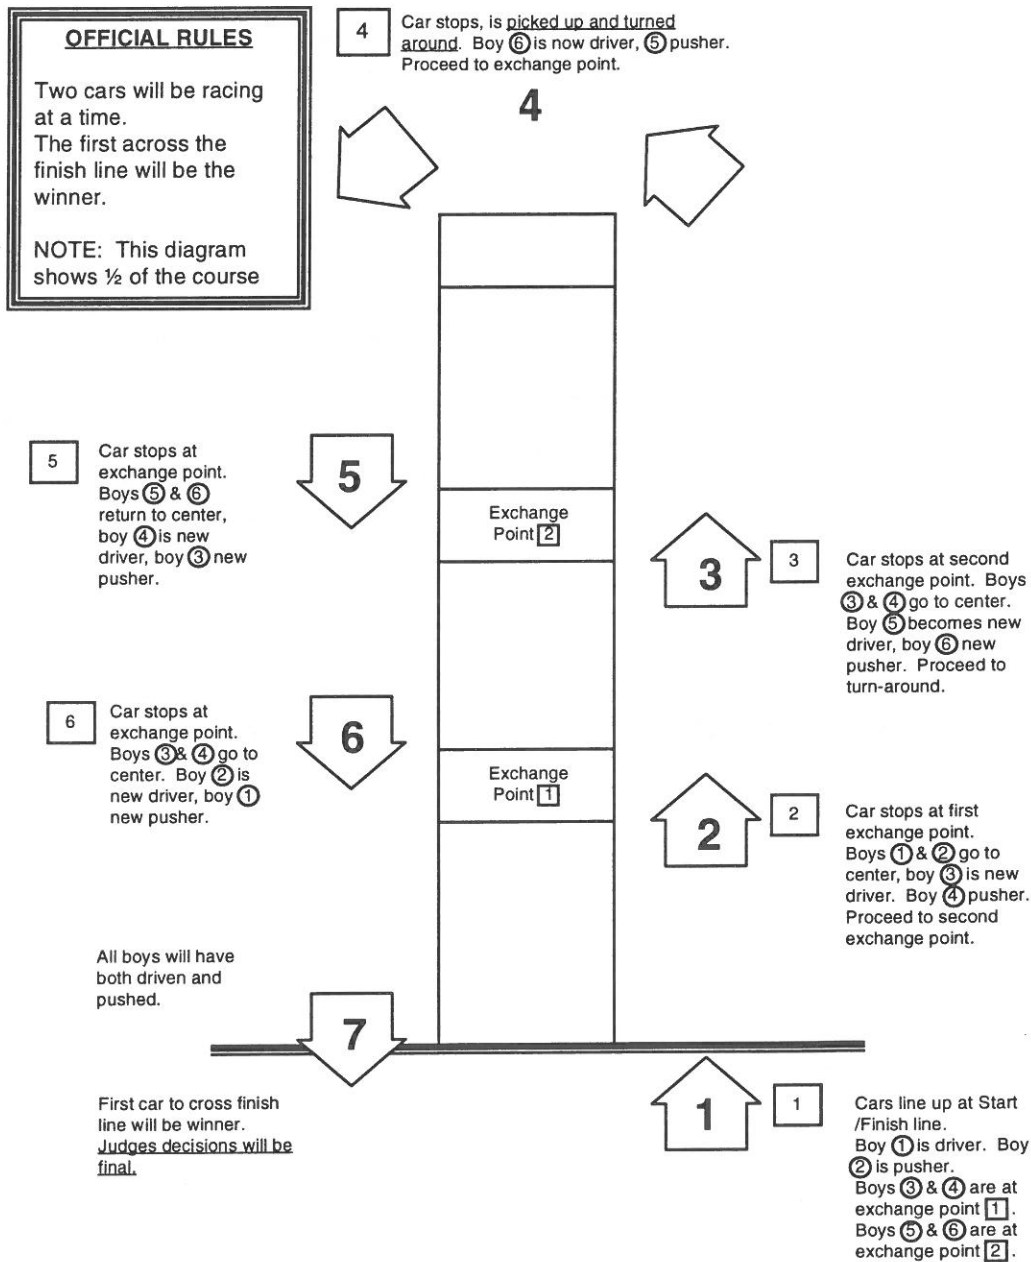 OFFICIAL RULES
Two cars will be racing
at a time.
The first across the
finish line will be the
winner.
NOTE: This diagram
shows ½ of the course
4
Car stops, is picked up and turned
around. Boy ⑥ is now driver, ⑤ pusher.
Proceed to exchange point.
4
5
Car stops at
exchange point.
Boys ⑤ & ⑥
return to center,
boy ④ is new
driver, boy ③ new
pusher.
5
Exchange
Point 2
3
3
Car stops at second
exchange point. Boys
③ & ④ go to center.
Boy ⑤ becomes new
driver, boy ⑥ new
pusher. Proceed to
turn-around.
6
Car stops at
exchange point.
Boys ③ & ④ go to
center. Boy ② is
new driver, boy ①
new pusher.
6
Exchange
Point 1
2
2
Car stops at first
exchange point.
Boys ① & ② go to
center, boy ③ is new
driver. Boy ④ pusher.
Proceed to second
exchange point.
All boys will have
both driven and
pushed.
7
First car to cross finish
line will be winner.
Judges decisions will be
final.
1
1
Cars line up at Start
/Finish line.
Boy ① is driver. Boy
② is pusher.
Boys ③ & ④ are at
exchange point 1.
Boys ⑤ & ⑥ are at
exchange point 2.